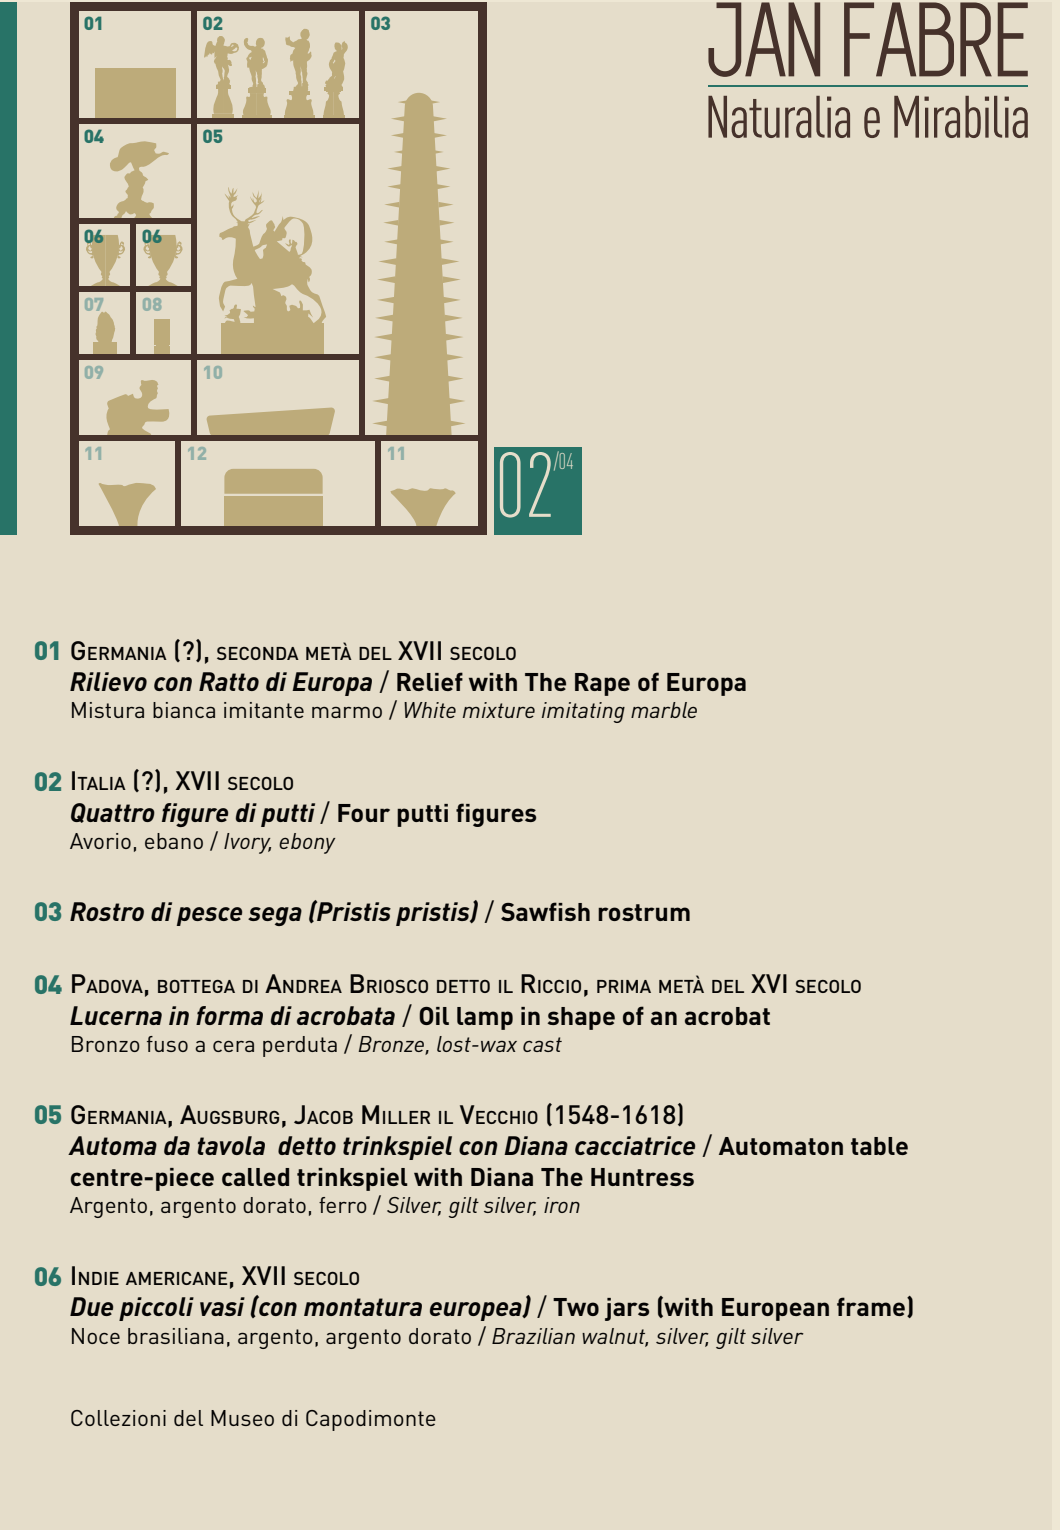 JAN FABRE
Naturalia e Mirabilia
01 02 03
04 05
06 06
07 08
09 10
11 12 11
02/04
01 GERMANIA (?), SECONDA METÀ DEL XVII SECOLO
Rilievo con Ratto di Europa / Relief with The Rape of Europa
Mistura bianca imitante marmo / White mixture imitating marble
02 ITALIA (?), XVII SECOLO
Quattro figure di putti / Four putti figures
Avorio, ebano / Ivory, ebony
03 Rostro di pesce sega (Pristis pristis) / Sawfish rostrum
04 PADOVA, BOTTEGA DI ANDREA BRIOSCO DETTO IL RICCIO, PRIMA METÀ DEL XVI SECOLO
Lucerna in forma di acrobata / Oil lamp in shape of an acrobat
Bronzo fuso a cera perduta / Bronze, lost-wax cast
05 GERMANIA, AUGSBURG, JACOB MILLER IL VECCHIO (1548-1618)
Automa da tavola detto trinkspiel con Diana cacciatrice / Automaton table
centre-piece called trinkspiel with Diana The Huntress
Argento, argento dorato, ferro / Silver, gilt silver, iron
06 INDIE AMERICANE, XVII SECOLO
Due piccoli vasi (con montatura europea) / Two jars (with European frame)
Noce brasiliana, argento, argento dorato / Brazilian walnut, silver, gilt silver
Collezioni del Museo di Capodimonte